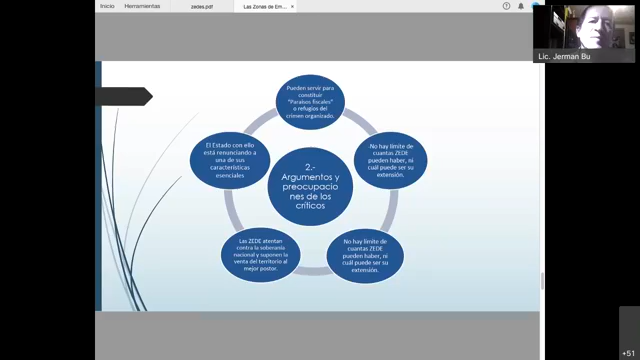 Inicio
Herramientas
zedes.pdf
Las Zonas de Em...
Lic. Jerman Bu
Pueden servir para
constituir
"Paraísos fiscales"
o refugios del
crimen organizado.
-No hay límite de
cuantas ZEDE
pueden haber, ni
cuál puede ser su
extensión.
No hay límite de
cuantas ZEDE
pueden haber, ni
cuál puede ser su
extensión.
Las ZEDE atentan
contra la soberanía
nacional y suponen la
venta del territorio al
mejor postor.
El Estado con ello
está renunciando a
una de sus
características
esenciales
2.-
Argumentos y
preocupacio
nes de los
críticos
+51